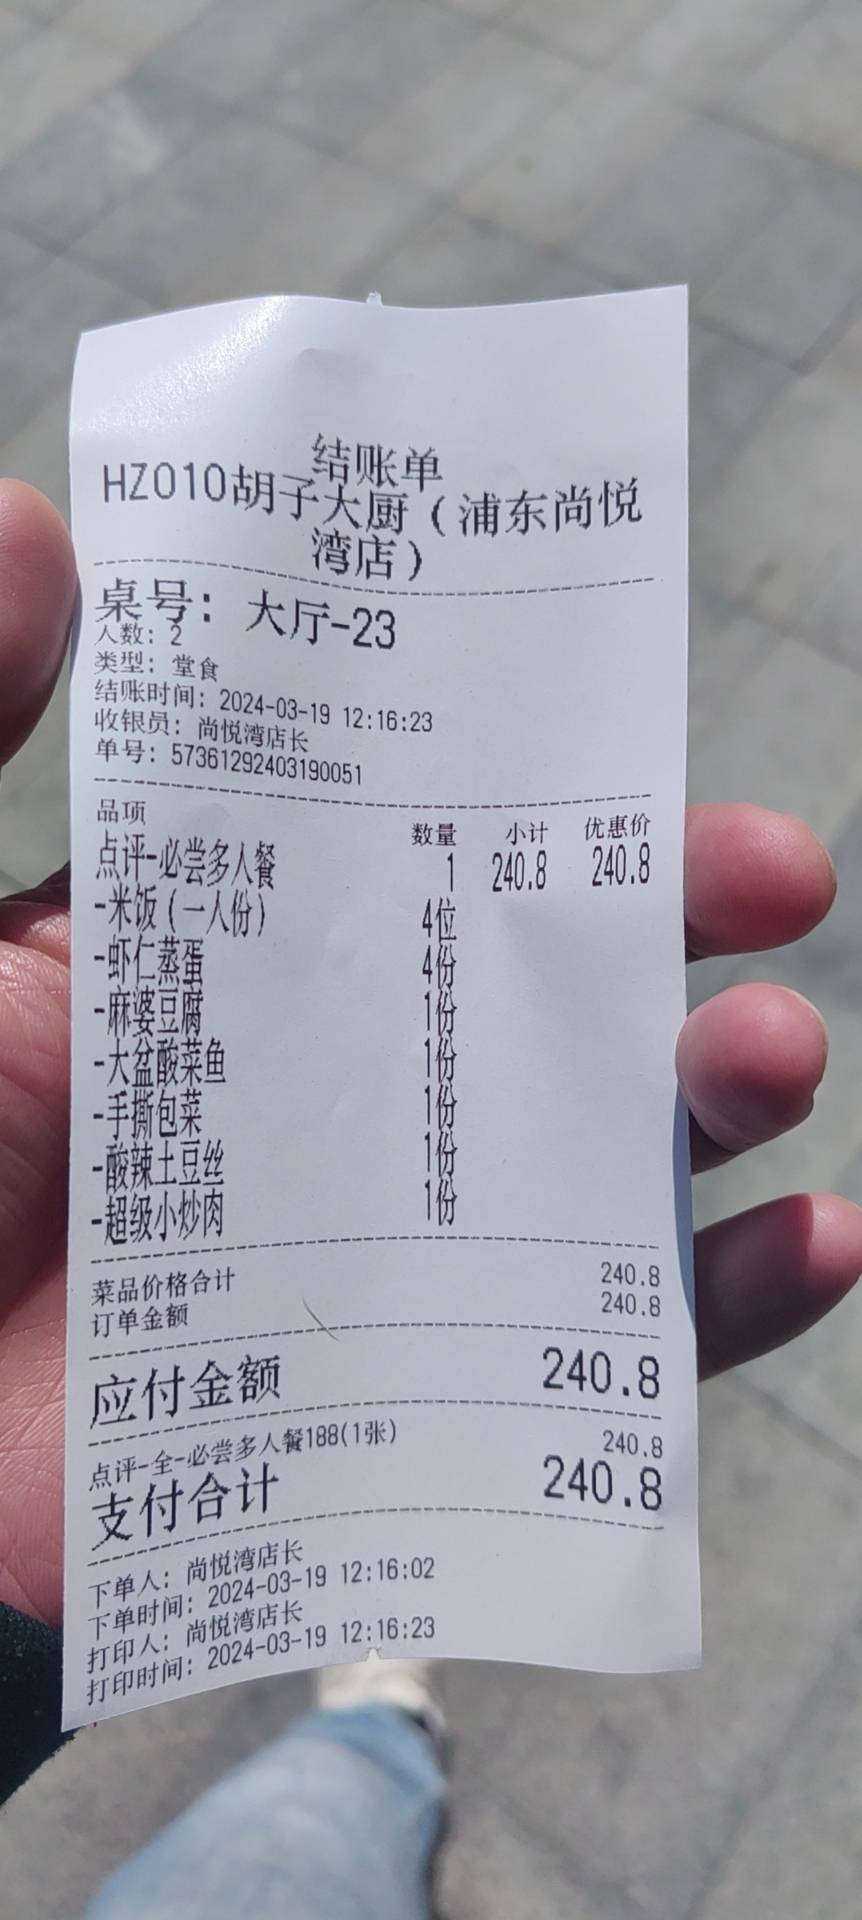 结账单
HZ010胡子大厨(浦东尚悦
湾店)
桌号: 大厅-23
人数: 2
类型: 堂食
结账时间: 2024-03-19 12:16:23
收银员: 尚悦湾店长
单号: 57361292403190051
品项 数量 小计 优惠价
点评-必尝多人餐 1 240.8 240.8
-米饭(一人份) 4位
-虾仁蒸蛋 4份
-麻婆豆腐 1份
-大盆酸菜鱼 1份
-手撕包菜 1份
-酸辣土豆丝 1份
-超级小炒肉 1份
菜品价格合计 240.8
订单金额 240.8
应付金额 240.8
点评-全-必尝多人餐188(1张) 240.8
支付合计 240.8
下单人: 尚悦湾店长
下单时间: 2024-03-19 12:16:02
打印人: 尚悦湾店长
打印时间: 2024-03-19 12:16:23